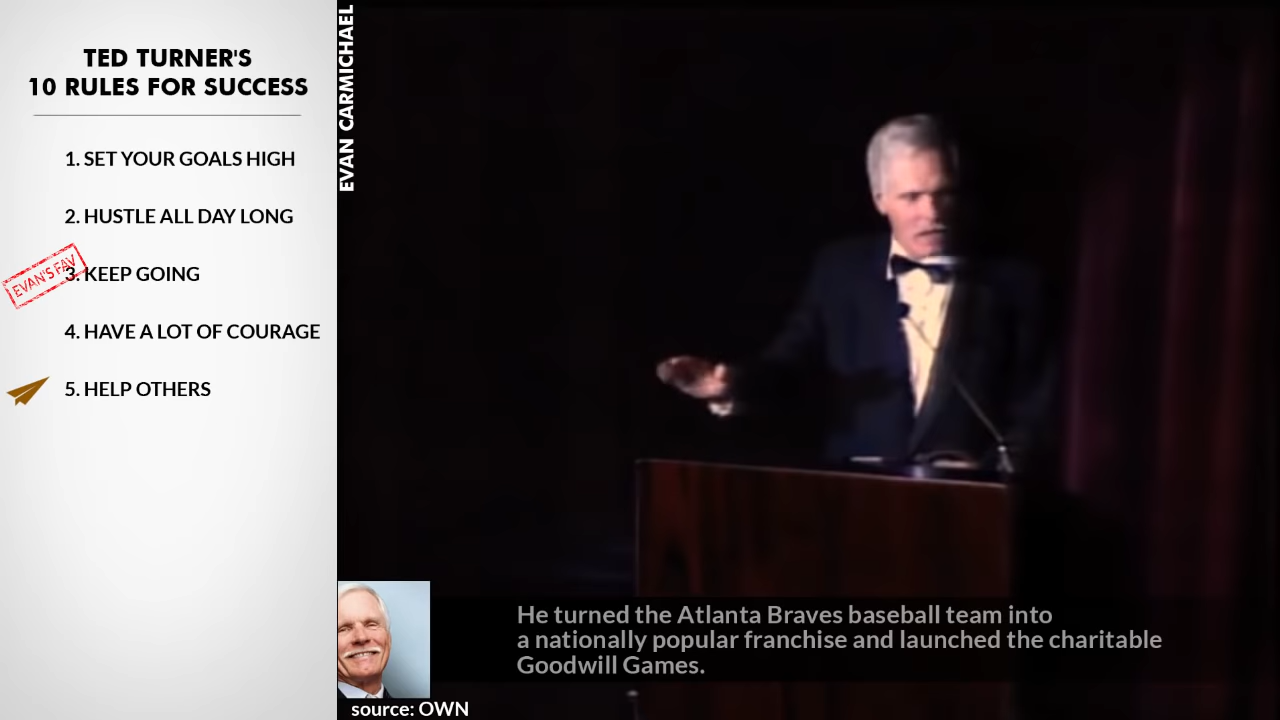 TED TURNER'S
10 RULES FOR SUCCESS
1. SET YOUR GOALS HIGH
2. HUSTLE ALL DAY LONG
EVAN'S FAV
3. KEEP GOING
4. HAVE A LOT OF COURAGE
5. HELP OTHERS
EVAN CARMICHAEL
He turned the Atlanta Braves baseball team into
a nationally popular franchise and launched the charitable
Goodwill Games.
source: OWN